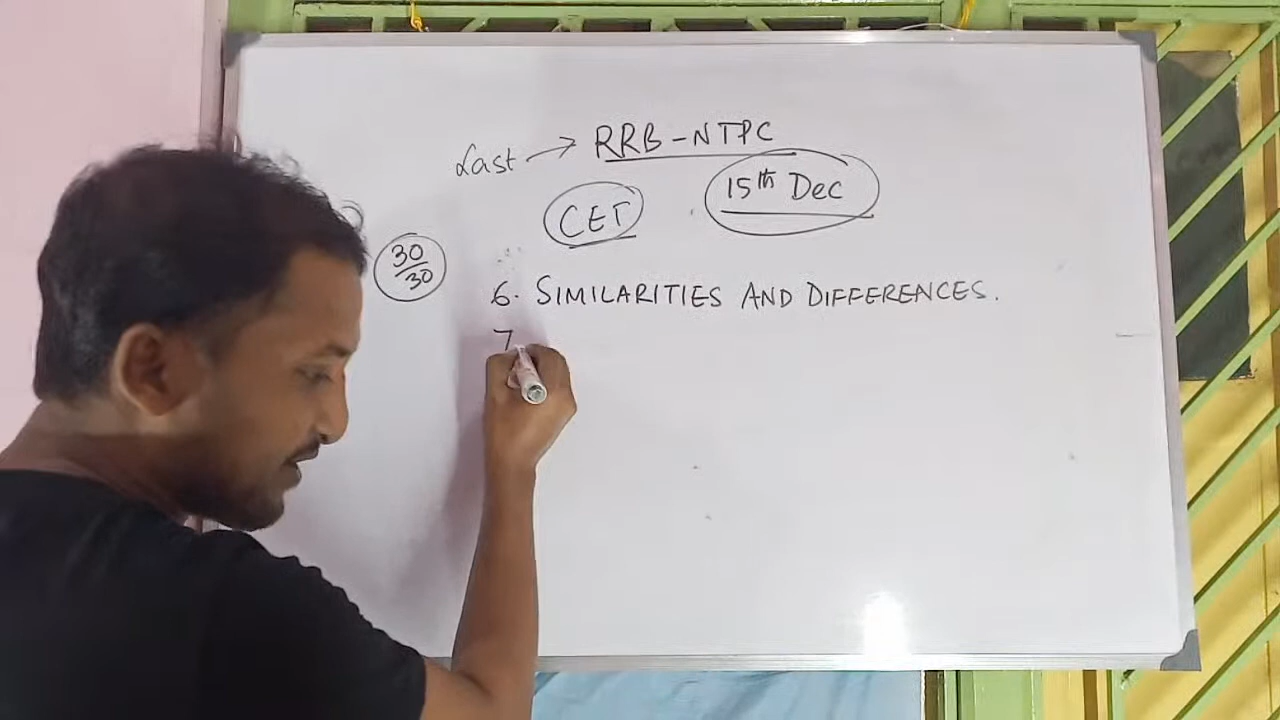 Last → RRB-NTPC
CET 15th Dec
30/30
6. SIMILARITIES AND DIFFERENCES.
7